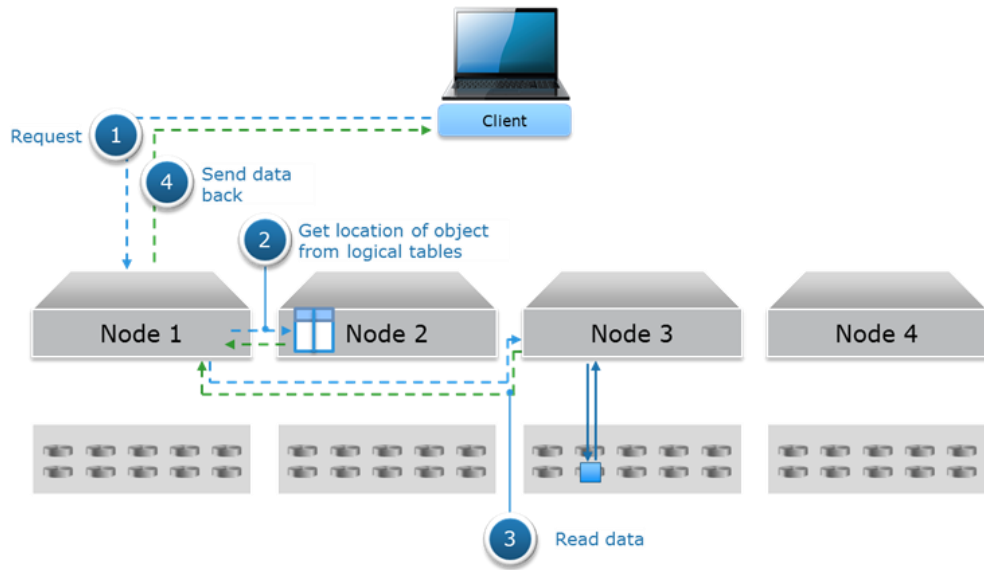 Client
Request
1
4
Send data
back
2
Get location of object
from logical tables
Node 1
Node 2
Node 3
Node 4
3
Read data